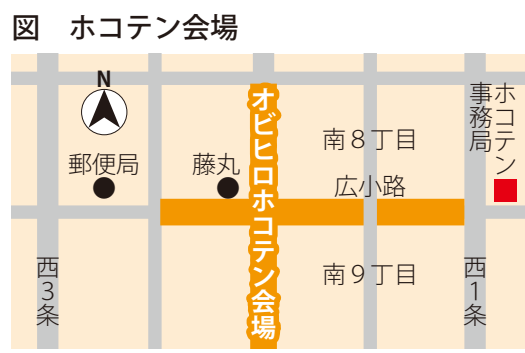 図　ホコテン会場
N
郵便局
藤丸
オビヒロホコテン会場
南8丁目
広小路
南9丁目
ホコテン
事務局
西3条
西1条